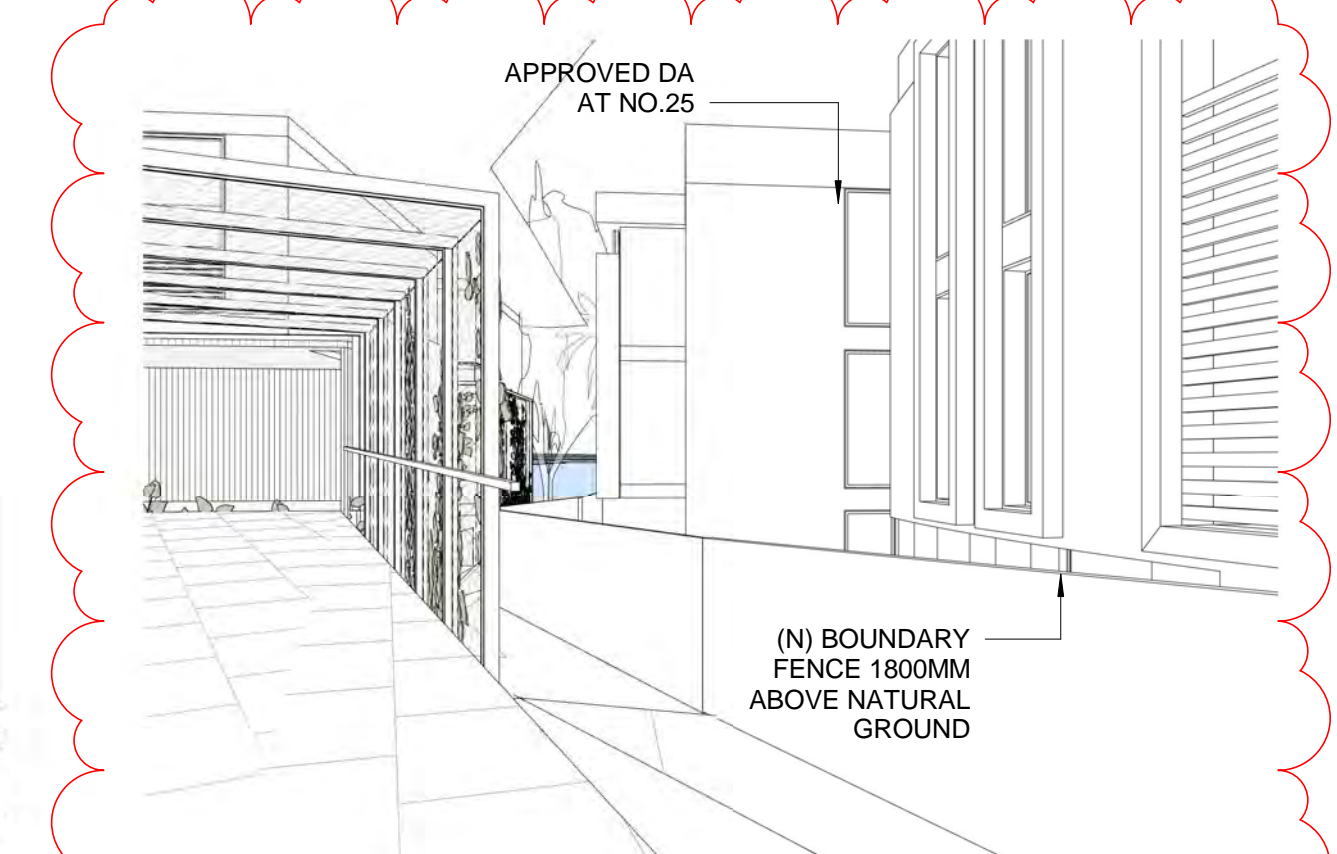 APPROVED DA
AT NO.25
(N) BOUNDARY
FENCE 1800MM
ABOVE NATURAL
GROUND